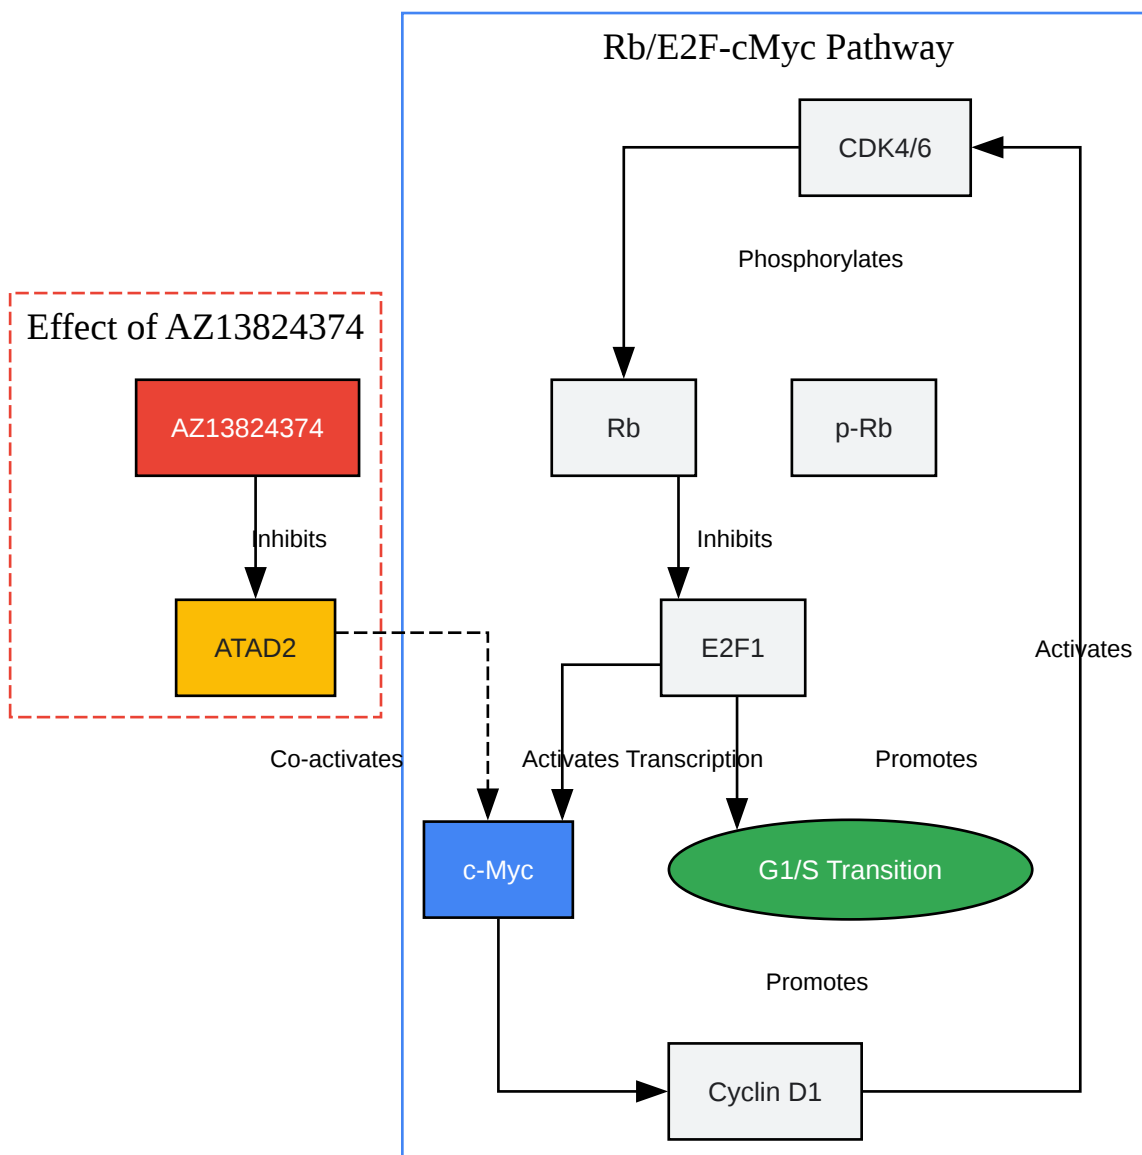 Rb/E2F-cMyc Pathway
CDK4/6
Phosphorylates
Effect of AZ13824374
AZ13824374
Rb
p-Rb
Inhibits
Inhibits
ATAD2
E2F1
Activates
Co-activates
Activates Transcription
Promotes
c-Myc
G1/S Transition
Promotes
Cyclin D1